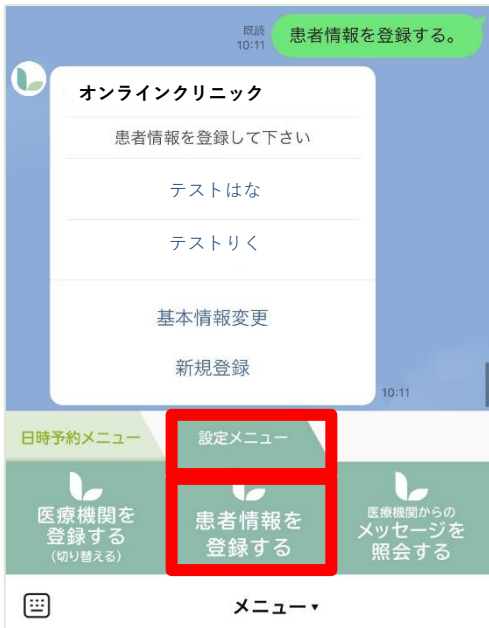 既読
10:11
患者情報を登録する。
オンラインクリニック
患者情報を登録して下さい
テストはな
テストりく
基本情報変更
新規登録
10:11
日時予約メニュー
設定メニュー
医療機関を
登録する
(切り替える)
患者情報を
登録する
医療機関からの
メッセージを
照会する
メニュー▾